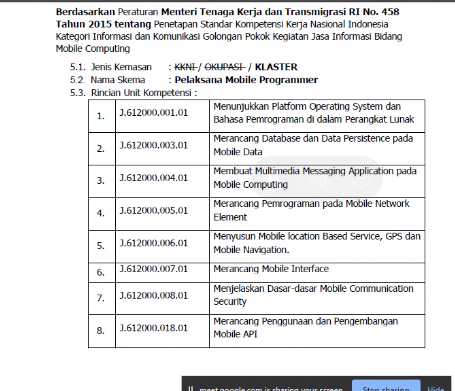 Berdasarkan Peraturan Menteri Tenaga Kerja dan Transmigrasi RI No. 458
Tahun 2015 tentang Penetapan Standar Kompetensi Kerja Nasional Indonesia
Kategori Informasi dan Komunikasi Golongan Pokok Kegiatan Jasa Informasi Bidang
Mobile Computing
5.1. Jenis Kemasan : KKNI / OKUPASI / KLASTER
5.2. Nama Skema : Pelaksana Mobile Programmer
5.3. Rincian Unit Kompetensi :
1. J.612000.001.01 Menunjukkan Platform Operating System dan
Bahasa Pemrograman di dalam Perangkat Lunak
2. J.612000.003.01 Merancang Database dan Data Persistence pada
Mobile Data
3. J.612000.004.01 Membuat Multimedia Messaging Application pada
Mobile Computing
4. J.612000.005.01 Merancang Pemrograman pada Mobile Network
Element
5. J.612000.006.01 Menyusun Mobile location Based Service, GPS dan
Mobile Navigation.
6. J.612000.007.01 Merancang Mobile Interface
7. J.612000.008.01 Menjelaskan Dasar-dasar Mobile Communication
Security
8. J.612000.018.01 Merancang Penggunaan dan Pengembangan
Mobile API
meet.google.com is sharing your screen. Stop sharing Hide